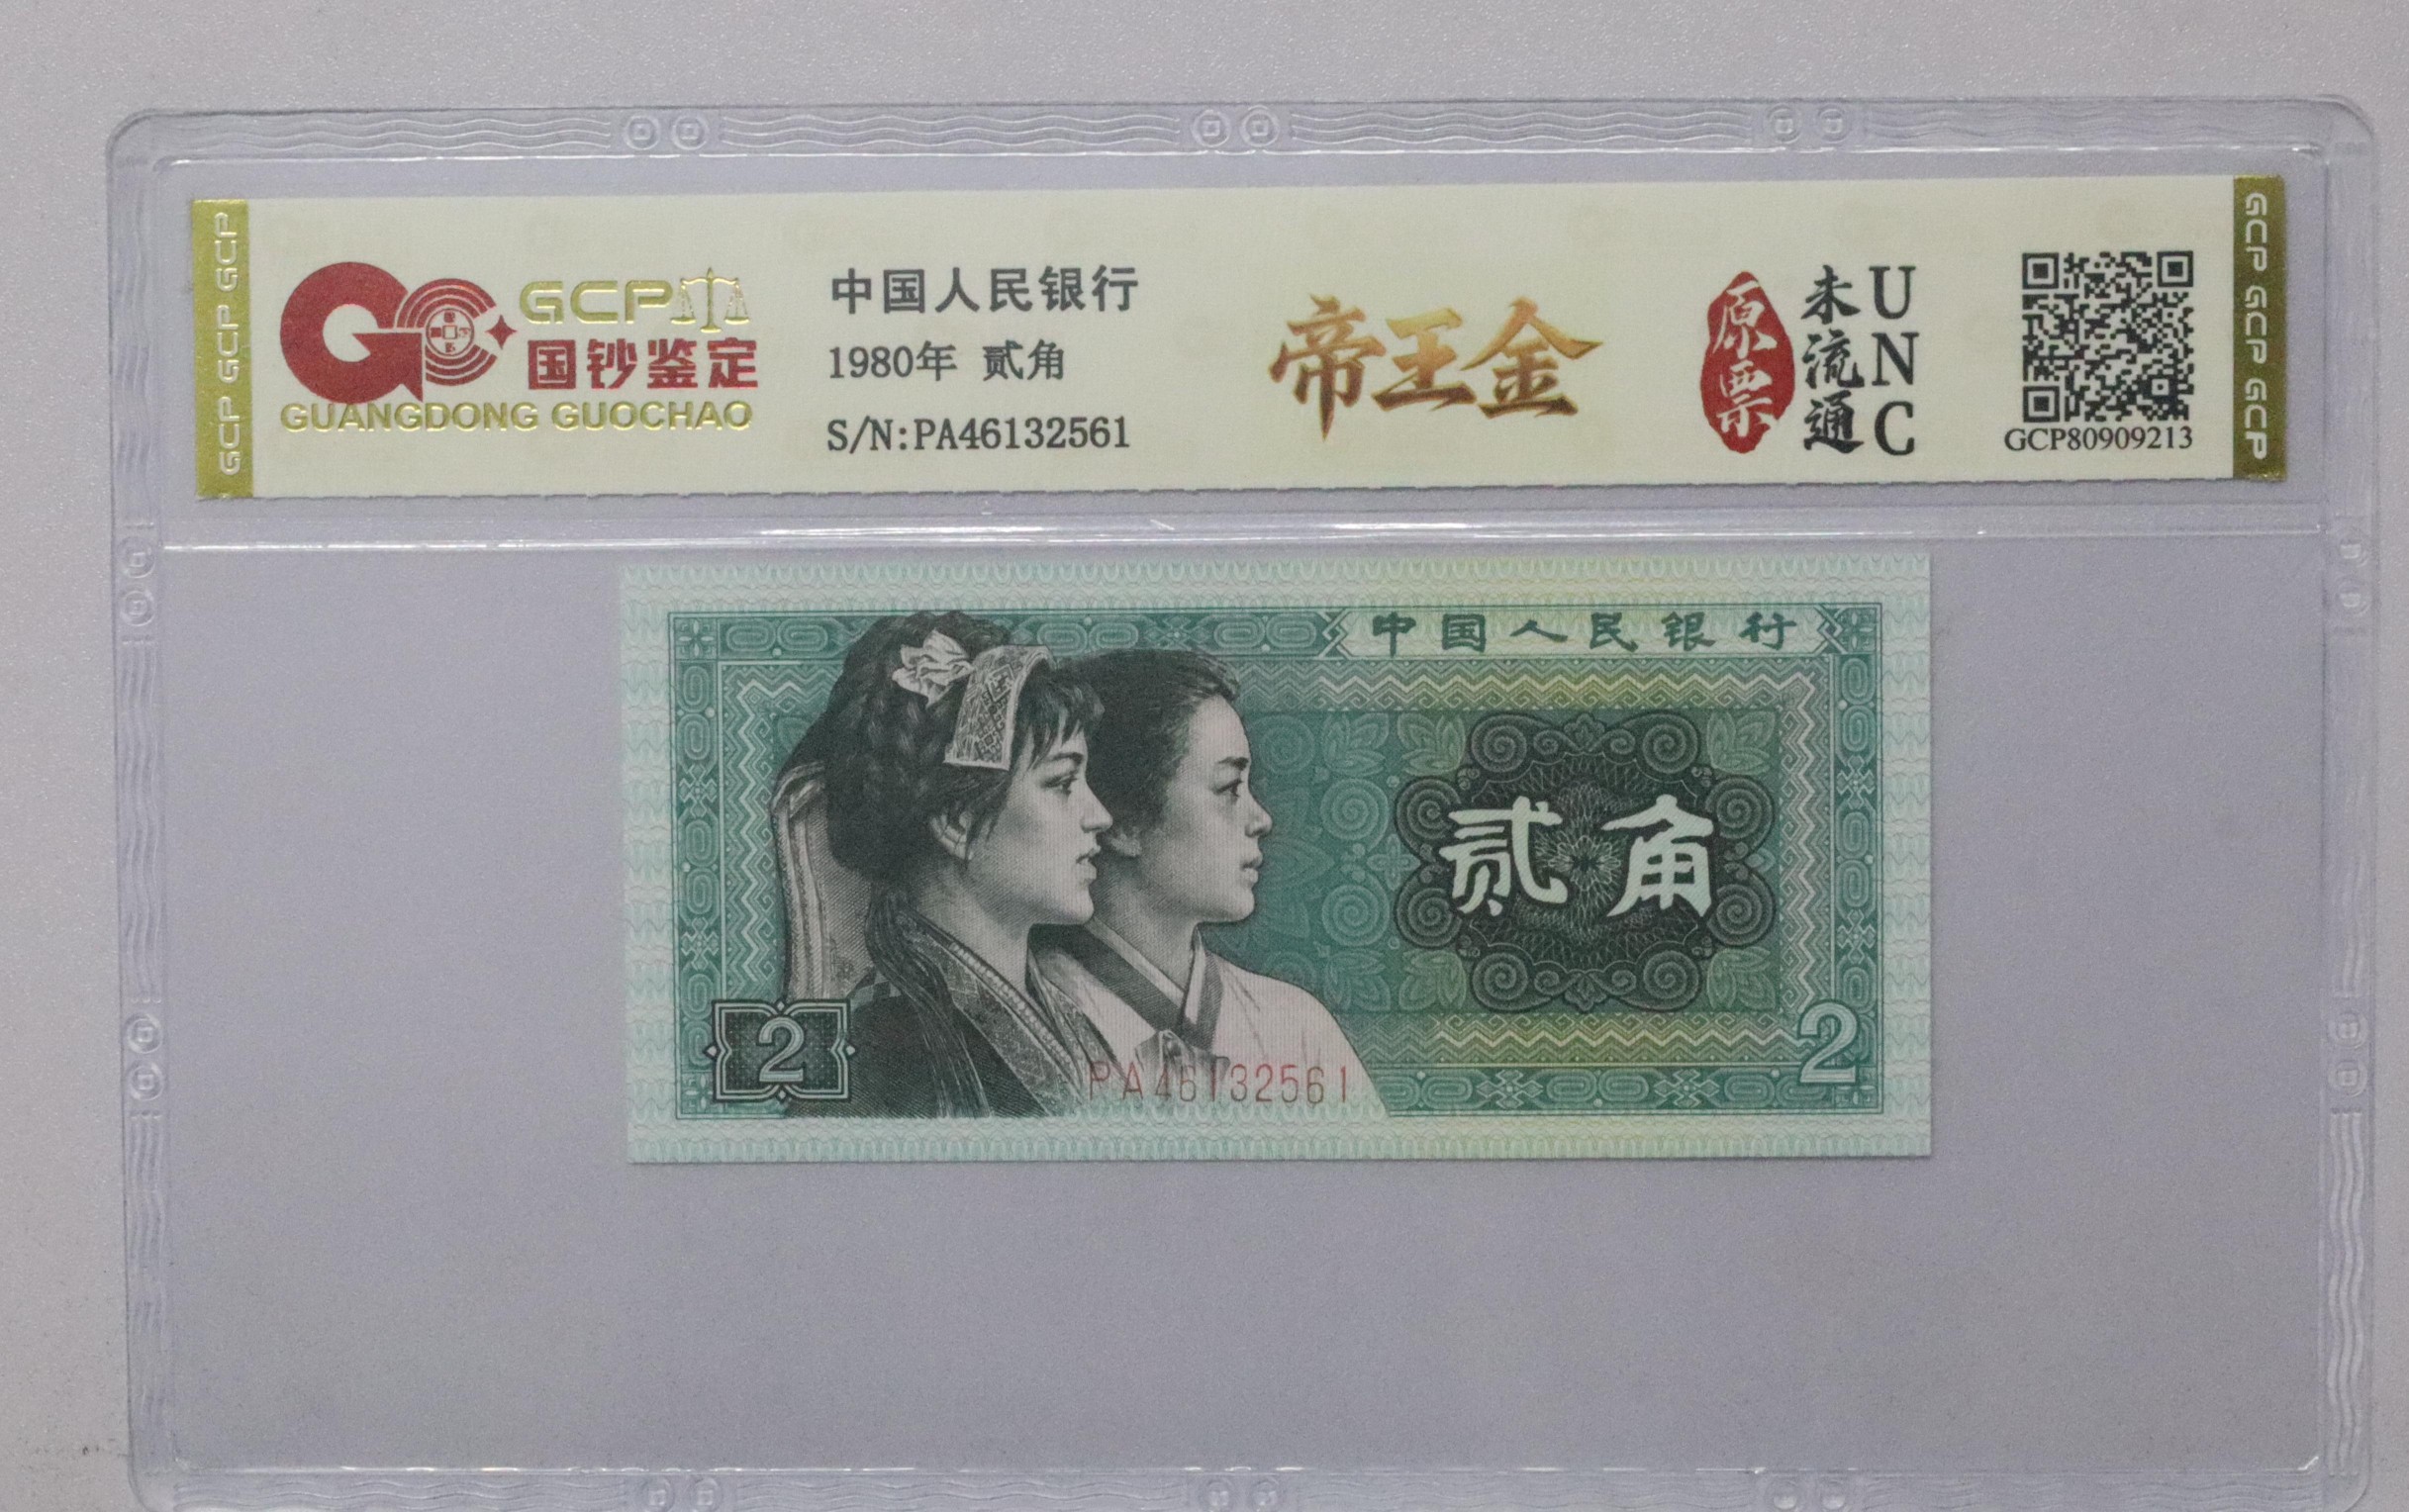 GCP GCP GCP
GCP
国钞鉴定
GUANGDONG GUOCHAO
中国人民银行
1980年 贰角
S/N:PA46132561
帝王金
原票
未流通
UNC
GCP80909213
GCP GCP GCP
中国人民银行
贰角
2
2
PA46132561